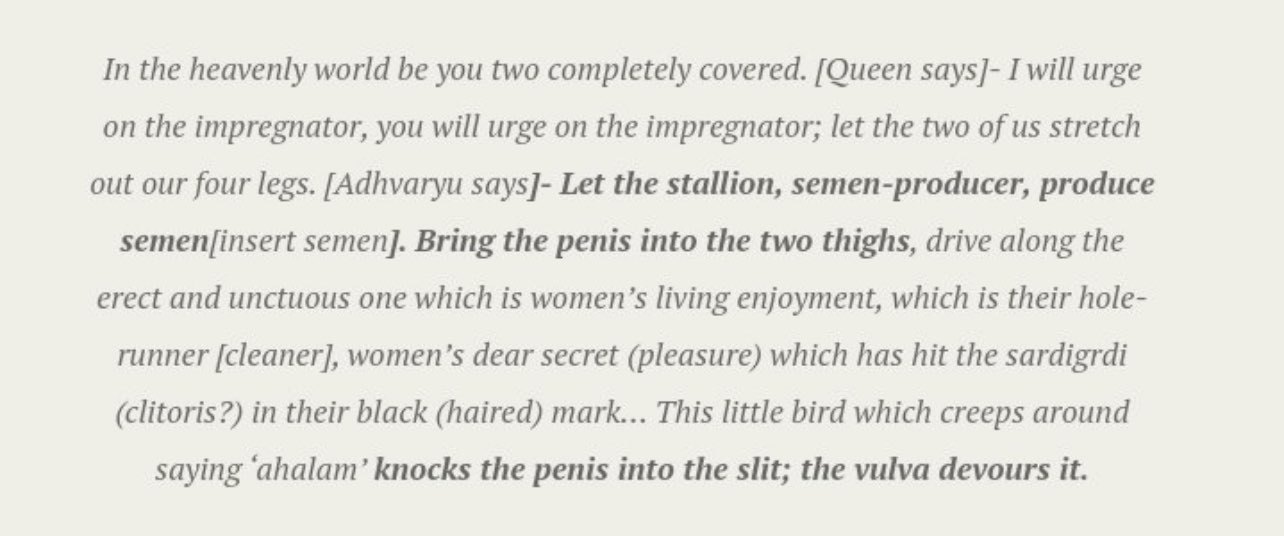 In the heavenly world be you two completely covered. [Queen says]- I will urge
on the impregnator, you will urge on the impregnator; let the two of us stretch
out our four legs. [Adhvaryu says]- Let the stallion, semen-producer, produce
semen[insert semen]. Bring the penis into the two thighs, drive along the
erect and unctuous one which is women’s living enjoyment, which is their hole-
runner [cleaner], women’s dear secret (pleasure) which has hit the sardigrdi
(clitoris?) in their black (haired) mark… This little bird which creeps around
saying ‘ahalam’ knocks the penis into the slit; the vulva devours it.